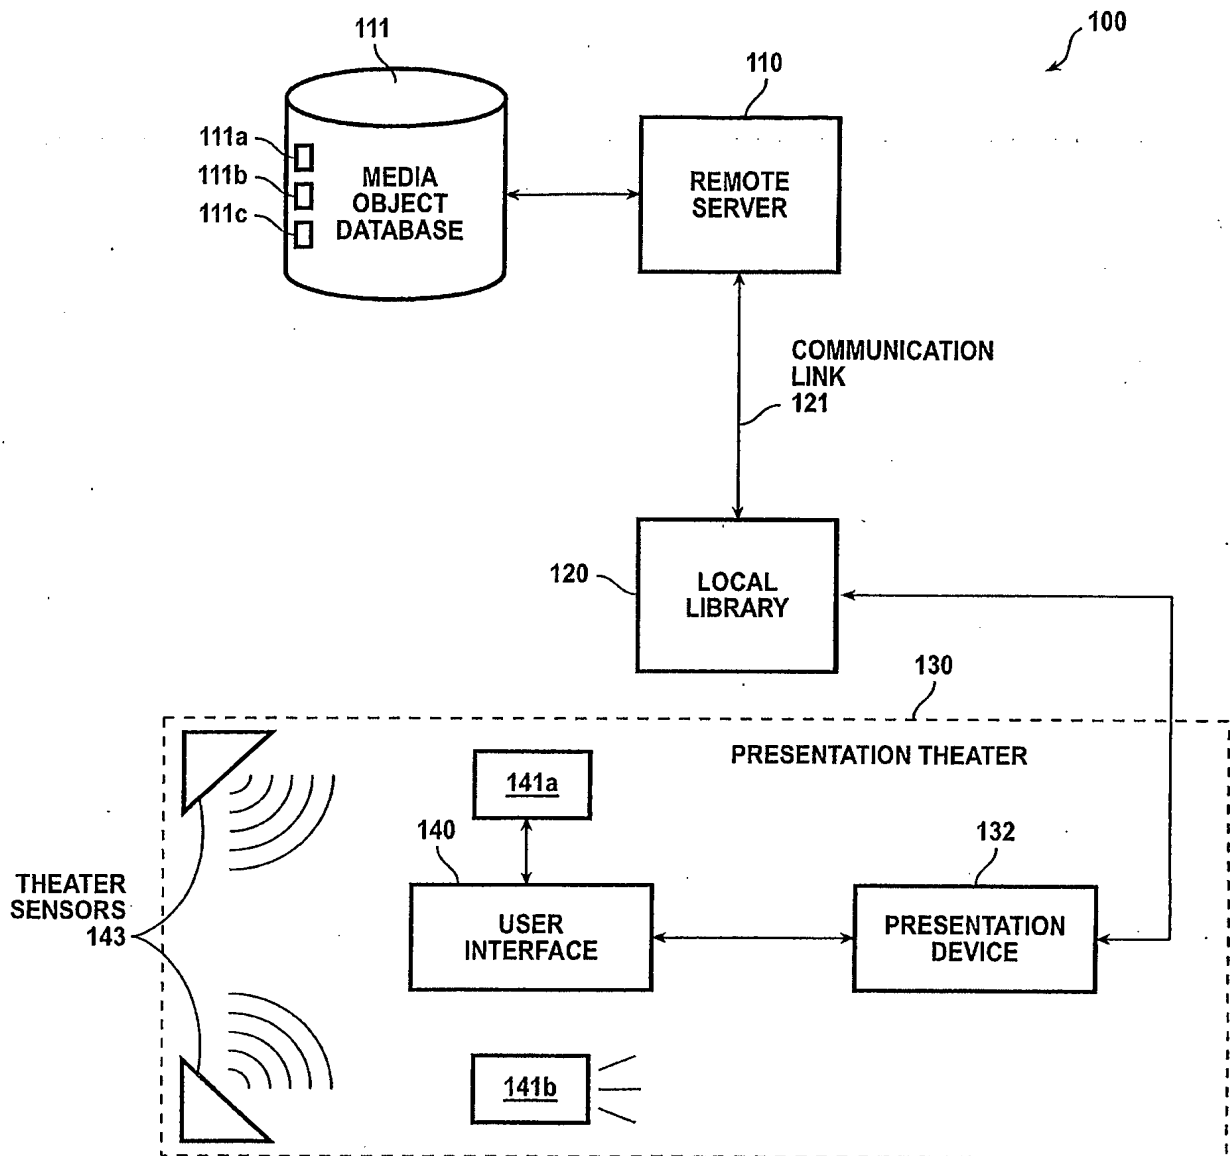 100
111
110
111a
111b
111c
MEDIA
OBJECT
DATABASE
REMOTE
SERVER
COMMUNICATION
LINK
121
120
LOCAL
LIBRARY
130
PRESENTATION THEATER
141a
140
132
THEATER
SENSORS
143
USER
INTERFACE
PRESENTATION
DEVICE
141b